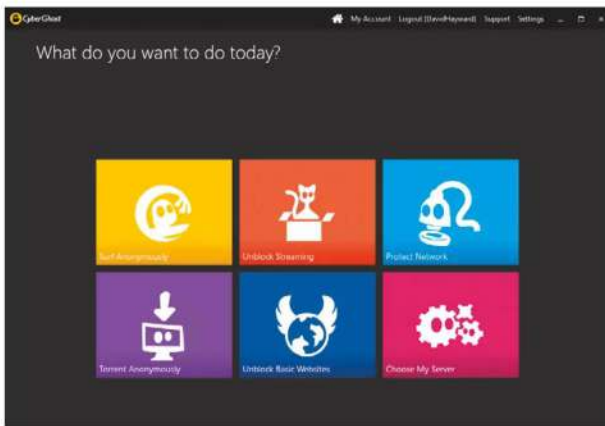 CyberGhost
My Account Logout (DavidHayward) Support Settings
What do you want to do today?
Surf Anonymously
Unblock Streaming
Protect Network
Torrent Anonymously
Unblock Basic Websites
Choose My Server